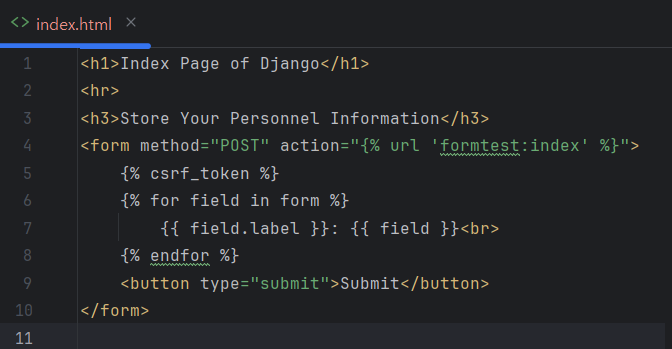 <> index.html ×
1 <h1>Index Page of Django</h1>
2 <hr>
3 <h3>Store Your Personnel Information</h3>
4 <form method="POST" action="{% url 'formtest:index' %}">
5 {% csrf_token %}
6 {% for field in form %}
7 {{ field.label }}: {{ field }}<br>
8 {% endfor %}
9 <button type="submit">Submit</button>
10 </form>
11